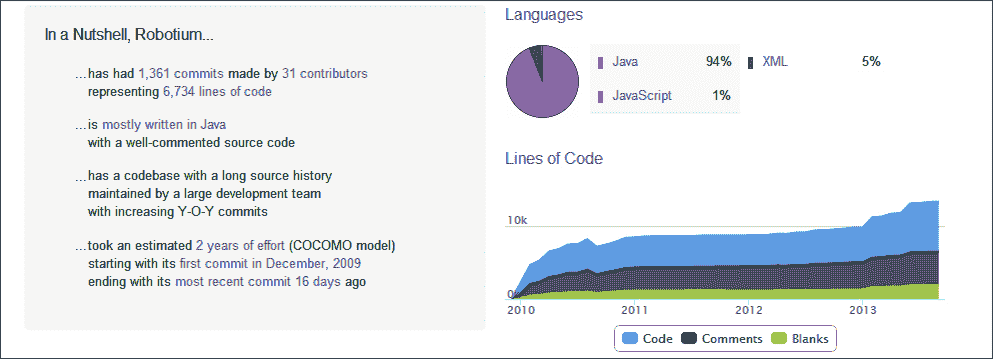 In a Nutshell, Robotium...
...has had 1,361 commits made by 31 contributors
representing 6,734 lines of code
...is mostly written in Java
with a well-commented source code
...has a codebase with a long source history
maintained by a large development team
with increasing Y-O-Y commits
...took an estimated 2 years of effort (COCOMO model)
starting with its first commit in December, 2009
ending with its most recent commit 16 days ago
Languages
Java 94% XML 5%
JavaScript 1%
Lines of Code
10k
0
2010 2011 2012 2013
Code Comments Blanks